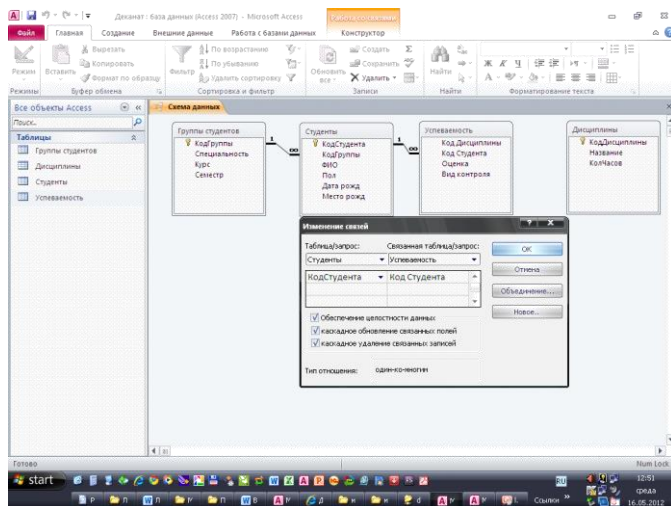 Деканат : база данных (Access 2007) - Microsoft Access
Работа со связями
Файл
Главная
Создание
Внешние данные
Работа с базами данных
Конструктор
Режим
Вставить
Вырезать
Копировать
Формат по образцу
Фильтр
По возрастанию
По убыванию
Удалить сортировку
Обновить все
Создать
Сохранить
Удалить
Найти
Ж К Ч
Режимы
Буфер обмена
Сортировка и фильтр
Записи
Найти
Форматирование текста
Все объекты Access
Поиск...
Таблицы
Группы студентов
Дисциплины
Студенты
Успеваемость
Схема данных
Группы студентов
КодГруппы
Специальность
Курс
Семестр
1
∞
Студенты
КодСтудента
КодГруппы
ФИО
Пол
Дата рожд
Место рожд
1
∞
Успеваемость
Код Дисциплины
Код Студента
Оценка
Вид контроля
Дисциплины
КодДисциплины
Название
КолЧасов
Изменение связей
Таблица/запрос:
Связанная таблица/запрос:
Студенты
Успеваемость
КодСтудента
Код Студента
Обеспечение целостности данных
каскадное обновление связанных полей
каскадное удаление связанных записей
Тип отношения:
один-ко-многим
ОК
Отмена
Объединение...
Новое...
Готово
Num Lock
start
RU
12:51
среда
16.05.2012
Ссылки